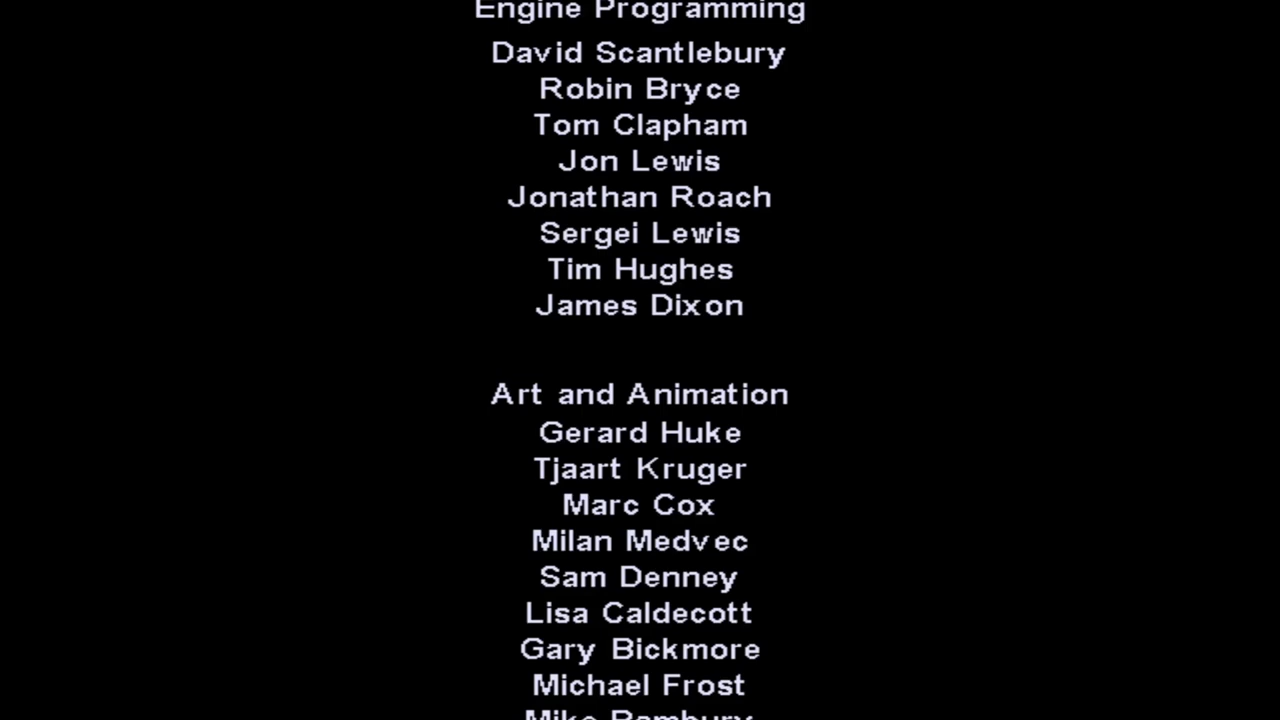 Engine Programming
David Scantlebury
Robin Bryce
Tom Clapham
Jon Lewis
Jonathan Roach
Sergei Lewis
Tim Hughes
James Dixon
Art and Animation
Gerard Huke
Tjaart Kruger
Marc Cox
Milan Medvec
Sam Denney
Lisa Caldecott
Gary Bickmore
Michael Frost
Mike